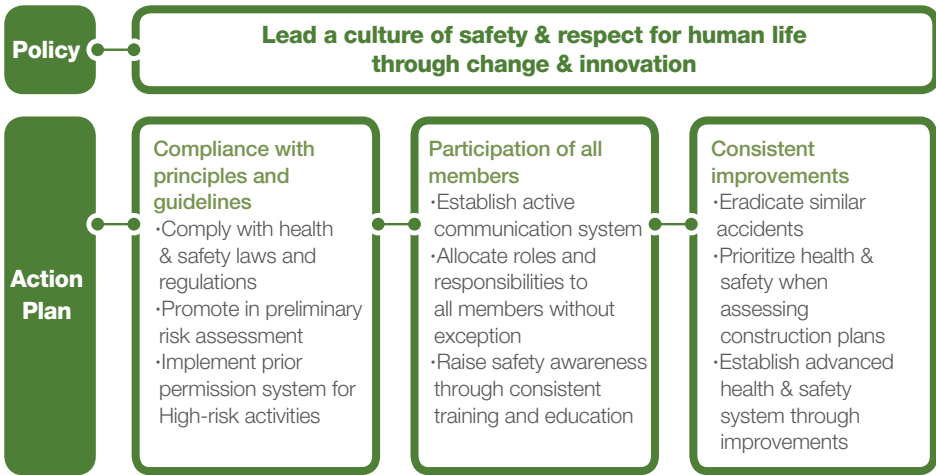 Policy
Lead a culture of safety & respect for human life
through change & innovation
Action
Plan
Compliance with
principles and
guidelines
·Comply with health
& safety laws and
regulations
·Promote in preliminary
risk assessment
·Implement prior
permission system for
High-risk activities
Participation of all
members
·Establish active
communication system
·Allocate roles and
responsibilities to
all members without
exception
·Raise safety awareness
through consistent
training and education
Consistent
improvements
·Eradicate similar
accidents
·Prioritize health &
safety when
assessing
construction plans
·Establish advanced
health & safety
system through
improvements